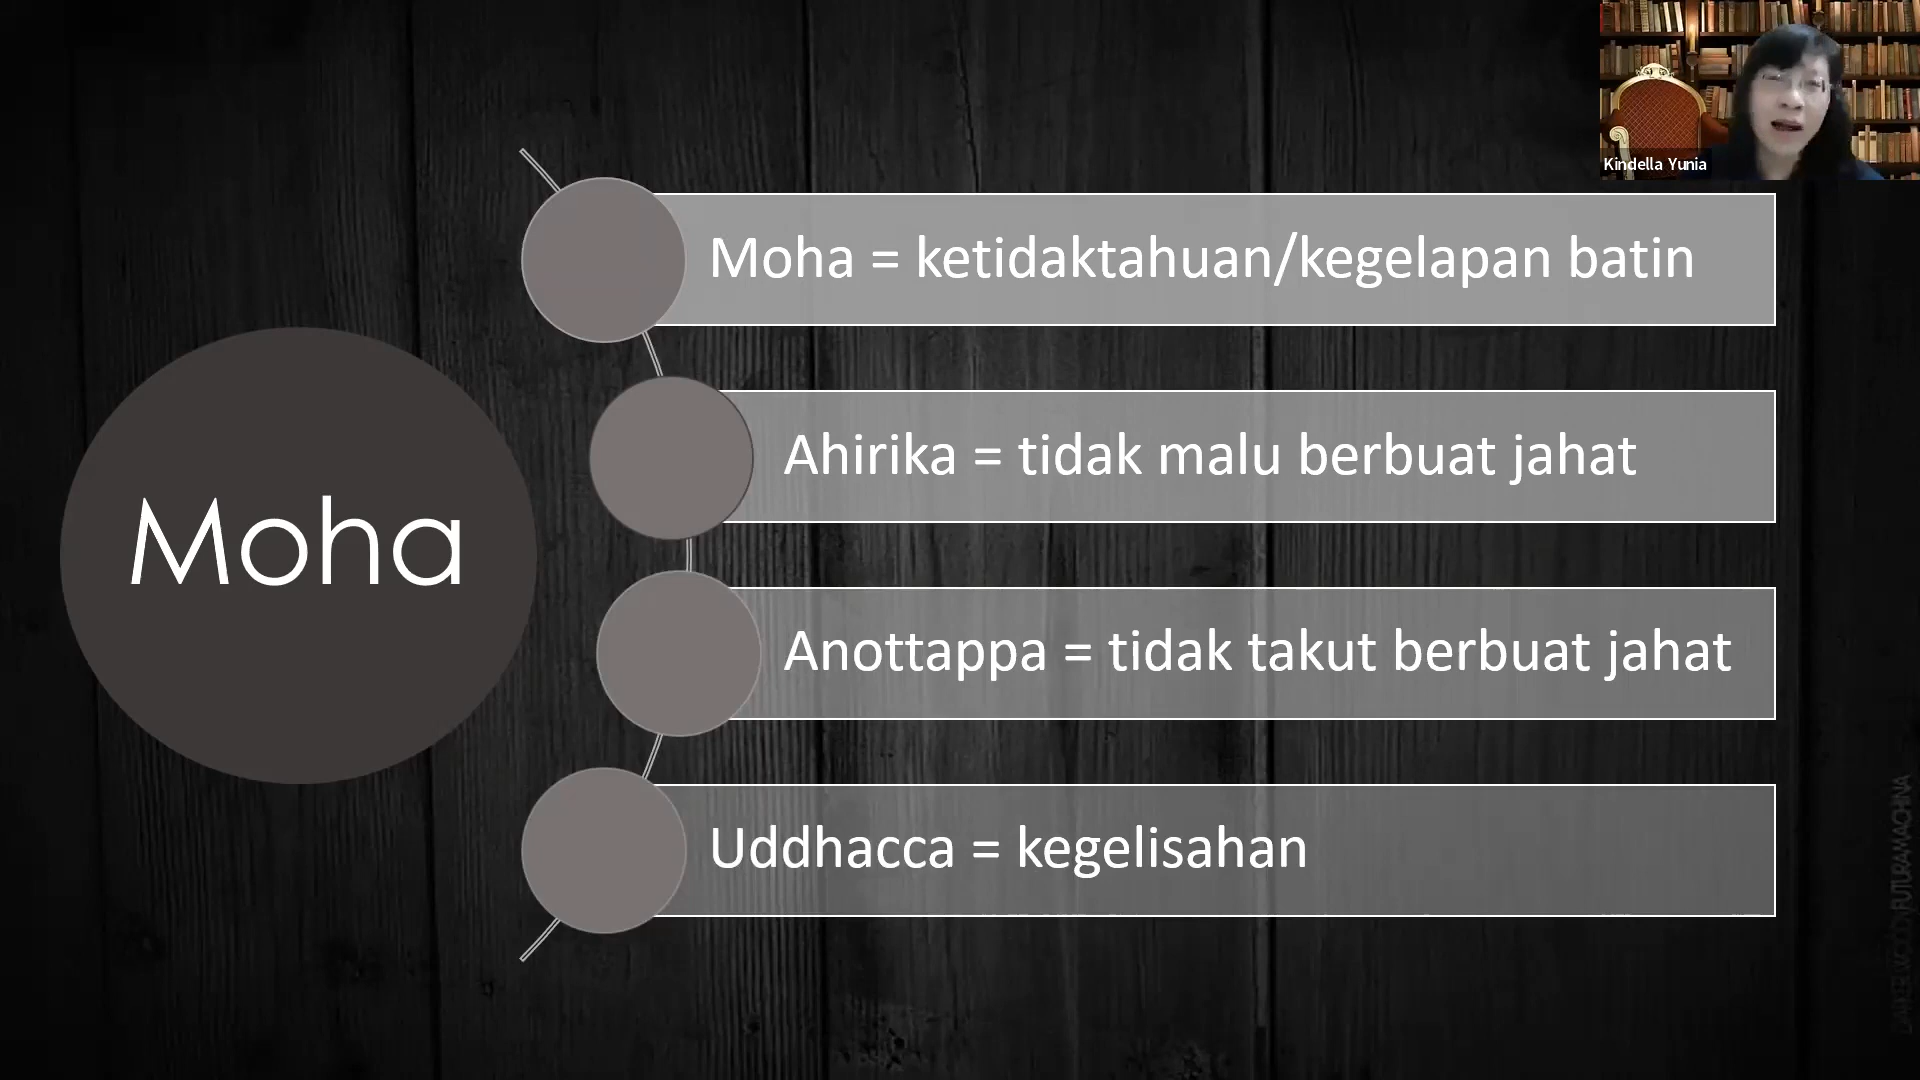 Kindella Yunia
Moha
Moha = ketidaktahuan/kegelapan batin
Ahirika = tidak malu berbuat jahat
Anottappa = tidak takut berbuat jahat
Uddhacca = kegelisahan